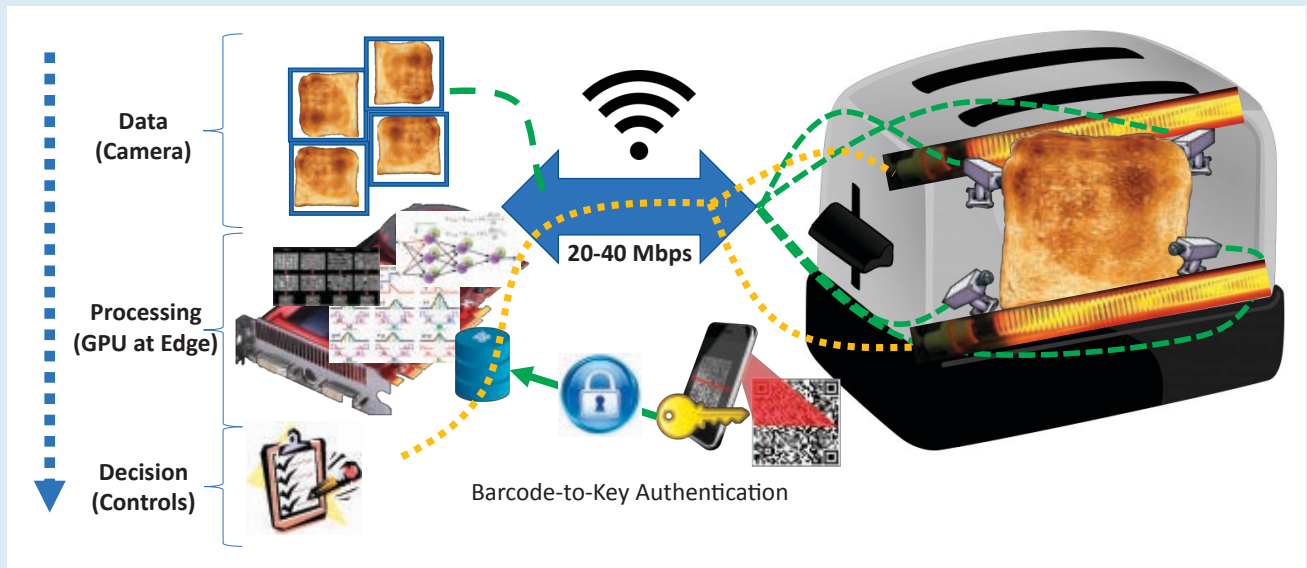 Data
(Camera)
20-40 Mbps
Processing
(GPU at Edge)
Decision
(Controls)
Barcode-to-Key Authentication